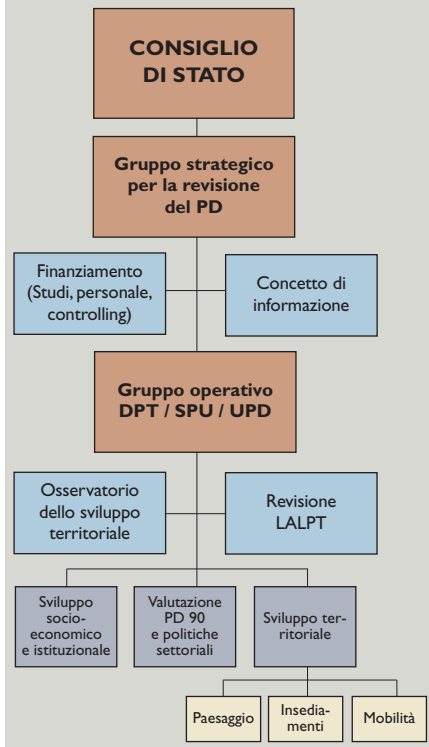 CONSIGLIO
DI STATO
Gruppo strategico
per la revisione
del PD
Finanziamento
(Studi, personale,
controlling)
Concetto di
informazione
Gruppo operativo
DPT / SPU / UPD
Osservatorio
dello sviluppo
territoriale
Revisione
LALPT
Sviluppo
socio-
economico
e istituzionale
Valutazione
PD 90
e politiche
settoriali
Sviluppo ter-
ritoriale
Paesaggio
Insedia-
menti
Mobilità